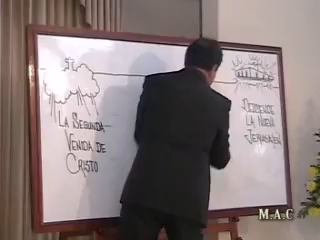 LA SEGUNDA
VENIDA DE
CRISTO
DESCIENDE
LA NUEVA
JERUSALEN
M.A.C